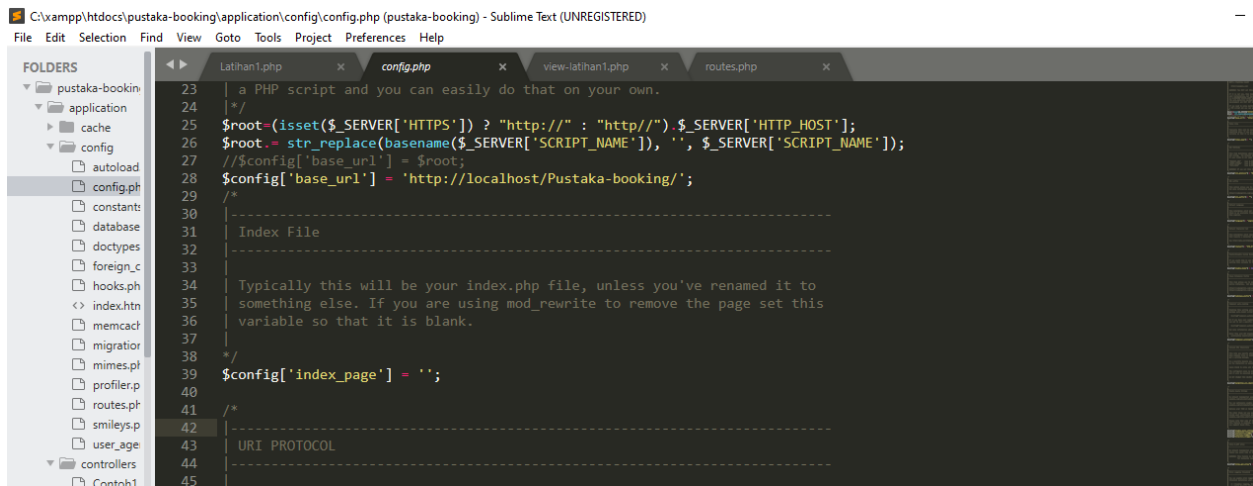 C:\xampp\htdocs\pustaka-booking\application\config\config.php (pustaka-booking) - Sublime Text (UNREGISTERED)
File Edit Selection Find View Goto Tools Project Preferences Help
FOLDERS
pustaka-bookin
application
cache
config
autoload
config.ph
constants
database
doctypes
foreign_c
hooks.ph
index.htn
memcach
migration
mimes.ph
profiler.p
routes.ph
smileys.p
user_age
controllers
Contoh1
Latihan1.php × config.php × view-latihan1.php × routes.php ×
23 | a PHP script and you can easily do that on your own.
24 |*/
25 $root=(isset($_SERVER['HTTPS']) ? "http://" : "http//").$_SERVER['HTTP_HOST'];
26 $root.= str_replace(basename($_SERVER['SCRIPT_NAME']), '', $_SERVER['SCRIPT_NAME']);
27 //$config['base_url'] = $root;
28 $config['base_url'] = 'http://localhost/Pustaka-booking/';
29 /*
30 |--------------------------------------------------------------------------
31 | Index File
32 |--------------------------------------------------------------------------
33 |
34 | Typically this will be your index.php file, unless you've renamed it to
35 | something else. If you are using mod_rewrite to remove the page set this
36 | variable so that it is blank.
37 |
38 */
39 $config['index_page'] = '';
40
41 /*
42 |--------------------------------------------------------------------------
43 | URI PROTOCOL
44 |--------------------------------------------------------------------------
45 |